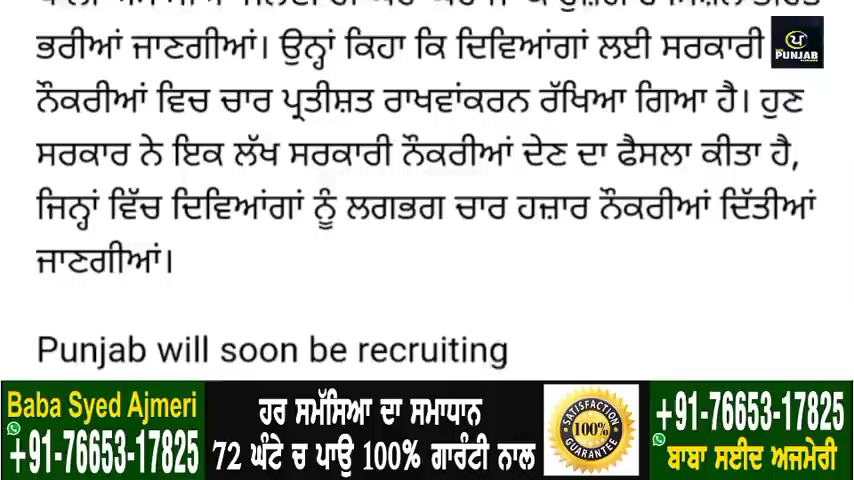 ਭਰੀਆਂ ਜਾਣਗੀਆਂ। ਉਨ੍ਹਾਂ ਕਿਹਾ ਕਿ ਦਿਵਿਆਂਗਾਂ ਲਈ ਸਰਕਾਰੀ
ਨੌਕਰੀਆਂ ਵਿਚ ਚਾਰ ਪ੍ਰਤੀਸ਼ਤ ਰਾਖਵਾਂਕਰਨ ਰੱਖਿਆ ਗਿਆ ਹੈ। ਹੁਣ
ਸਰਕਾਰ ਨੇ ਇਕ ਲੱਖ ਸਰਕਾਰੀ ਨੌਕਰੀਆਂ ਦੇਣ ਦਾ ਫੈਸਲਾ ਕੀਤਾ ਹੈ,
ਜਿਨ੍ਹਾਂ ਵਿੱਚ ਦਿਵਿਆਂਗਾਂ ਨੂੰ ਲਗਭਗ ਚਾਰ ਹਜ਼ਾਰ ਨੌਕਰੀਆਂ ਦਿੱਤੀਆਂ
ਜਾਣਗੀਆਂ।
Punjab will soon be recruiting
ਪ
PUNJAB
Baba Syed Ajmeri
+91-76653-17825
ਹਰ ਸਮੱਸਿਆ ਦਾ ਸਮਾਧਾਨ
72 ਘੰਟੇ ਚ ਪਾਉ 100% ਗਾਰੰਟੀ ਨਾਲ
SATISFACTION
100%
GUARANTEE
+91-76653-17825
ਬਾਬਾ ਸਈਦ ਅਜਮੇਰੀ